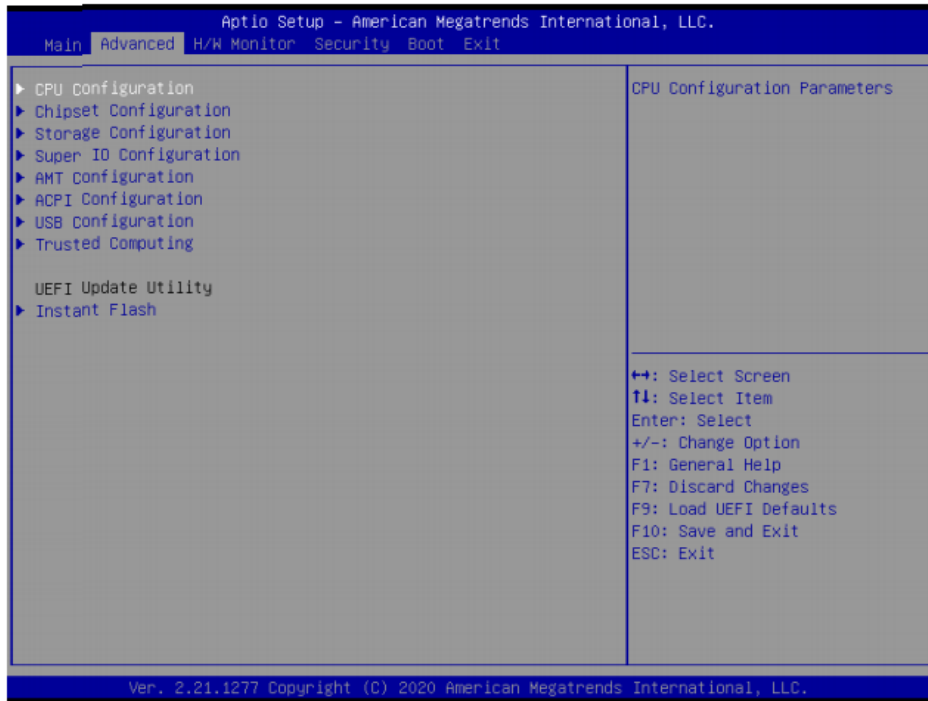 Aptio Setup – American Megatrends International, LLC.
Main Advanced H/W Monitor Security Boot Exit
CPU Configuration
Chipset Configuration
Storage Configuration
Super IO Configuration
AMT Configuration
ACPI Configuration
USB Configuration
Trusted Computing
UEFI Update Utility
Instant Flash
CPU Configuration Parameters
↔: Select Screen
↑↓: Select Item
Enter: Select
+/-: Change Option
F1: General Help
F7: Discard Changes
F9: Load UEFI Defaults
F10: Save and Exit
ESC: Exit
Ver. 2.21.1277 Copyright (C) 2020 American Megatrends International, LLC.